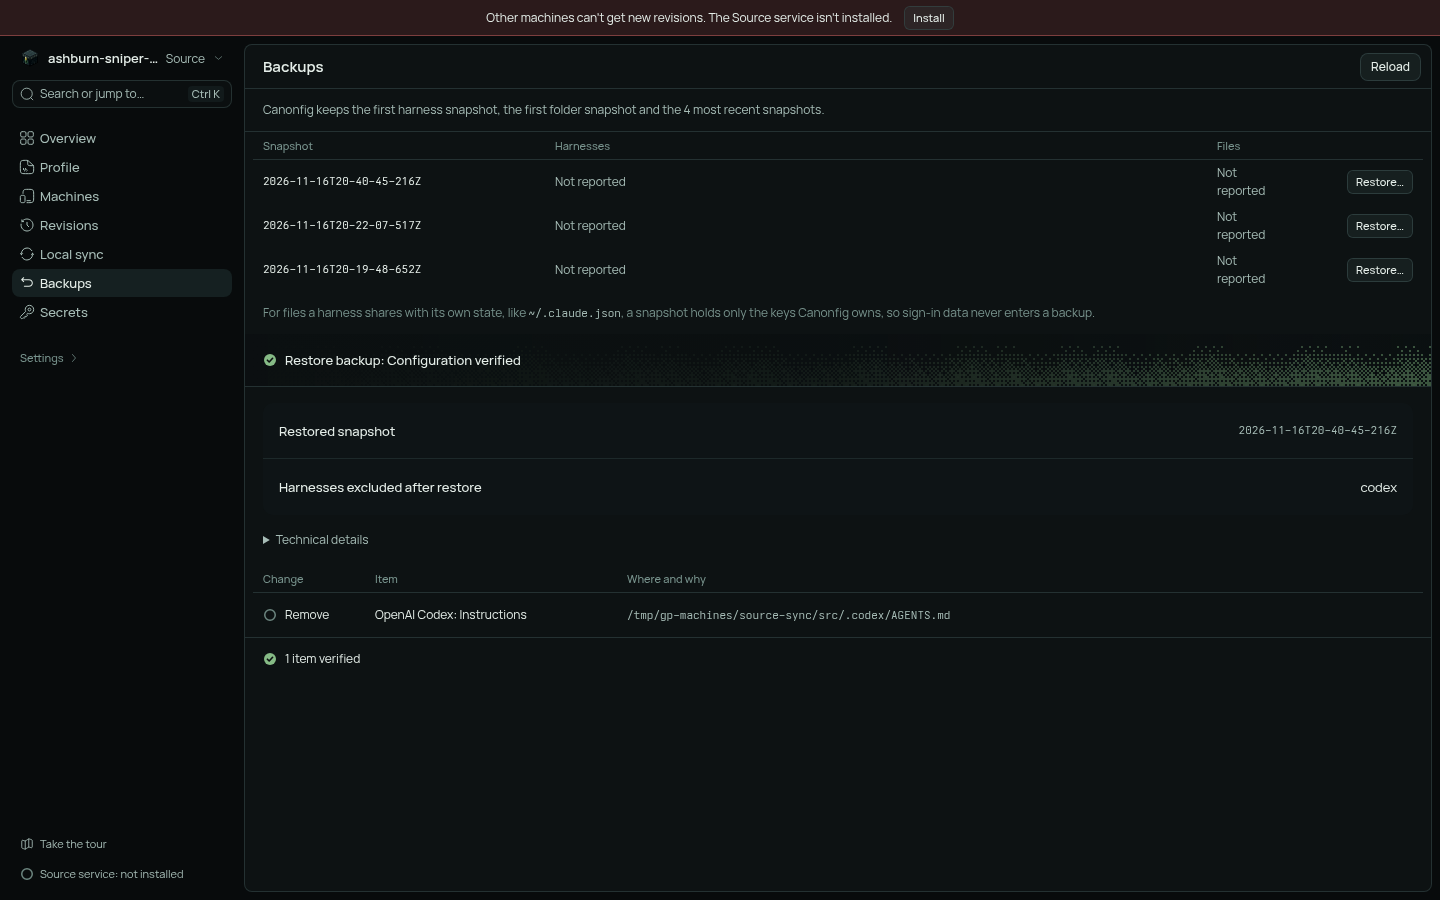 Other machines can't get new revisions. The Source service isn't installed.
Install
ashburn-sniper-… Source
Search or jump to… Ctrl K
Overview
Profile
Machines
Revisions
Local sync
Backups
Secrets
Settings
Take the tour
Source service: not installed
Backups
Reload
Canonfig keeps the first harness snapshot, the first folder snapshot and the 4 most recent snapshots.
Snapshot Harnesses Files
2026-11-16T20-40-45-216Z Not reported Not reported Restore…
2026-11-16T20-22-07-517Z Not reported Not reported Restore…
2026-11-16T20-19-48-652Z Not reported Not reported Restore…
For files a harness shares with its own state, like ~/.claude.json, a snapshot holds only the keys Canonfig owns, so sign-in data never enters a backup.
Restore backup: Configuration verified
Restored snapshot 2026-11-16T20-40-45-216Z
Harnesses excluded after restore codex
Technical details
Change Item Where and why
Remove OpenAI Codex: Instructions /tmp/gp-machines/source-sync/src/.codex/AGENTS.md
1 item verified